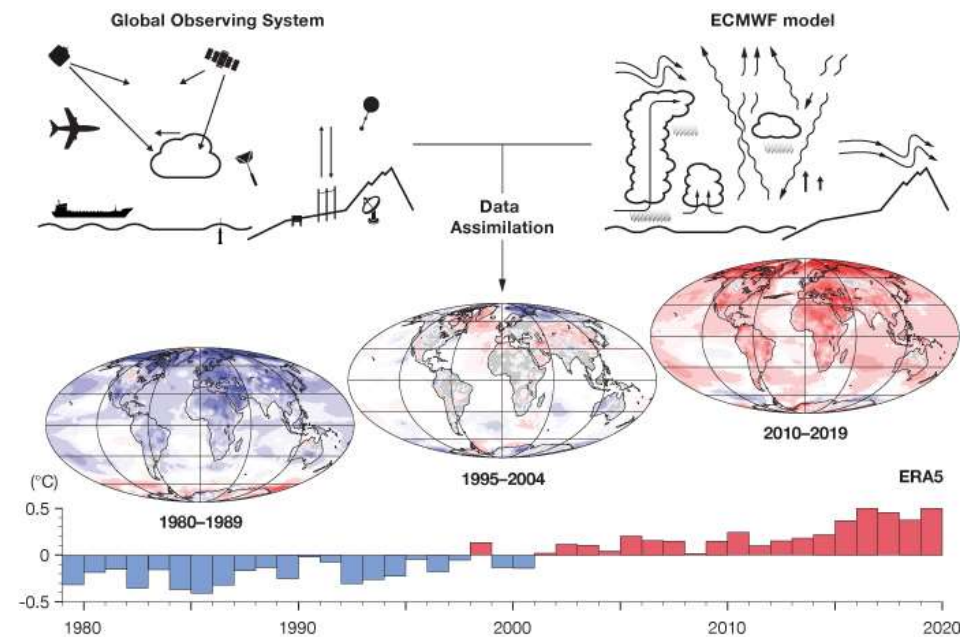 Global Observing System
ECMWF model
Data
Assimilation
2010–2019
1995–2004
ERA5
(°C)
1980–1989
0.5
0
-0.5
1980
1990
2000
2010
2020